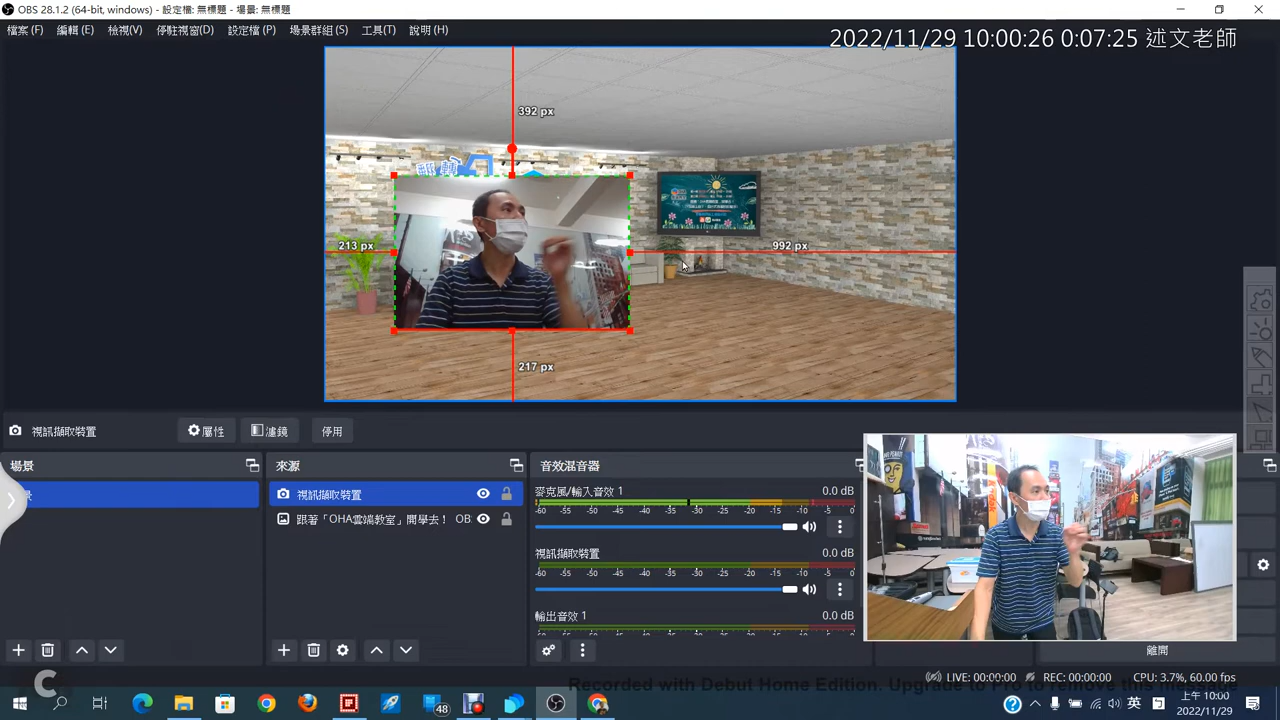 OBS 28.1.2 (64-bit, windows) - 設定檔: 無標題 - 場景: 無標題
檔案 (F) 編輯 (E) 檢視(V) 停駐視窗(D) 設定檔 (P) 場景群組 (S) 工具(T) 說明 (H)
2022/11/29 10:00:26 0:07:25 述文老師
392 px
213 px
992 px
217 px
視訊擷取裝置 屬性 濾鏡 停用
場景 來源 音效混音器
景
視訊擷取裝置
跟著「OHA雲端教室」開學去！ OB:
麥克風/輸入音效 1 0.0 dB
-60 -55 -50 -45 -40 -35 -30 -25 -20 -15 -10 -5 0
視訊擷取裝置 0.0 dB
-60 -55 -50 -45 -40 -35 -30 -25 -20 -15 -10 -5 0
輸出音效 1 0.0 dB
離開
LIVE: 00:00:00 REC: 00:00:00 CPU: 3.7%, 60.00 fps
C
Recorded with Debut Home Edition. Upgrade to Pro to remove this me
48
英
上午 10:00
2022/11/29